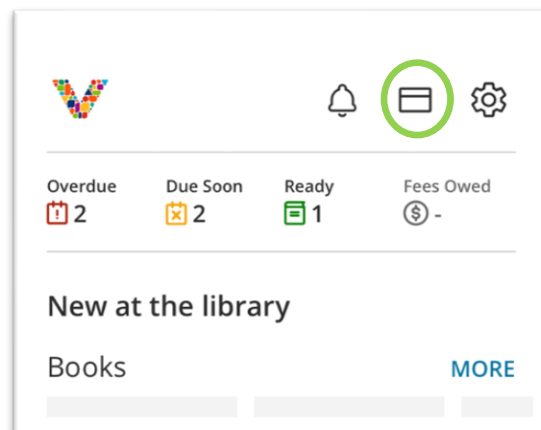 Overdue Due Soon Ready Fees Owed
2 2 1 $ -
New at the library
Books MORE